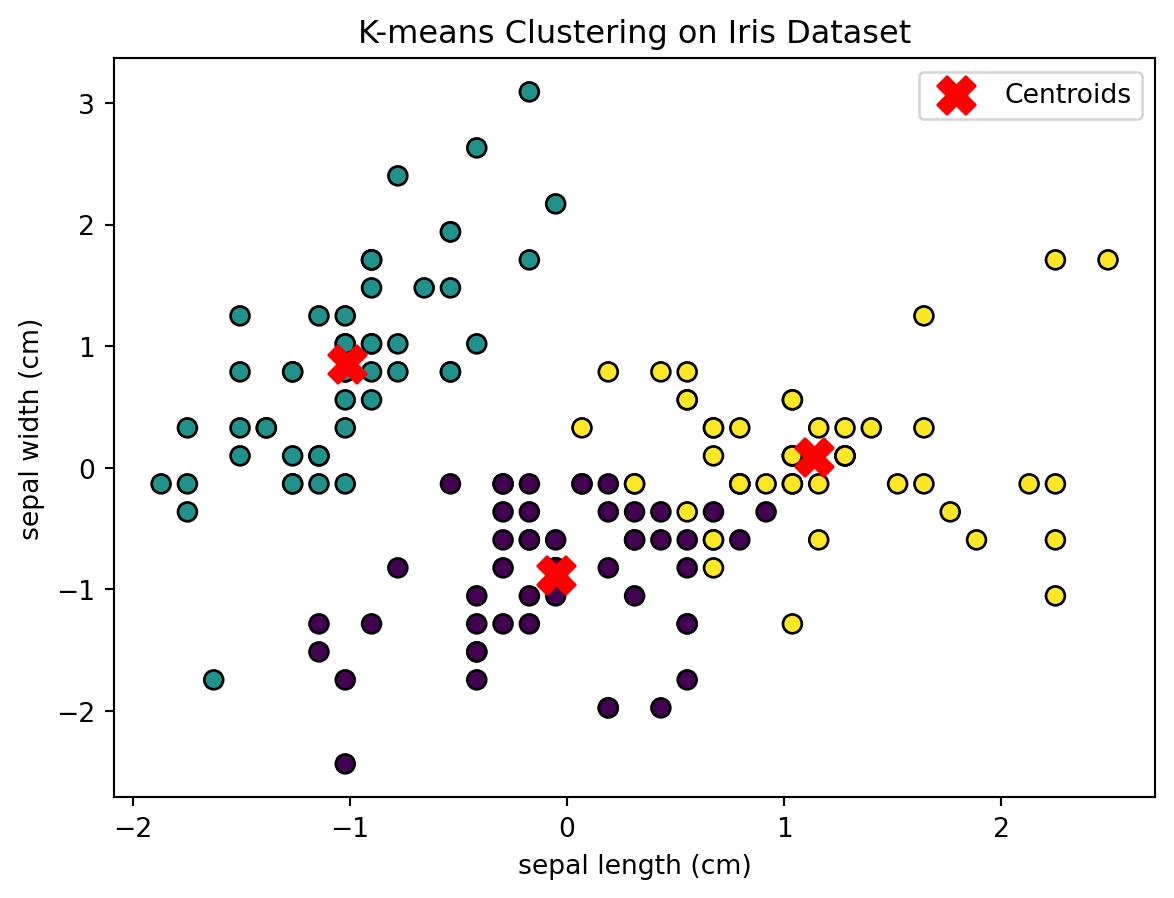 K-means Clustering on Iris Dataset
Centroids
3
2
1
0
−1
−2
sepal width (cm)
−2 −1 0 1 2
sepal length (cm)